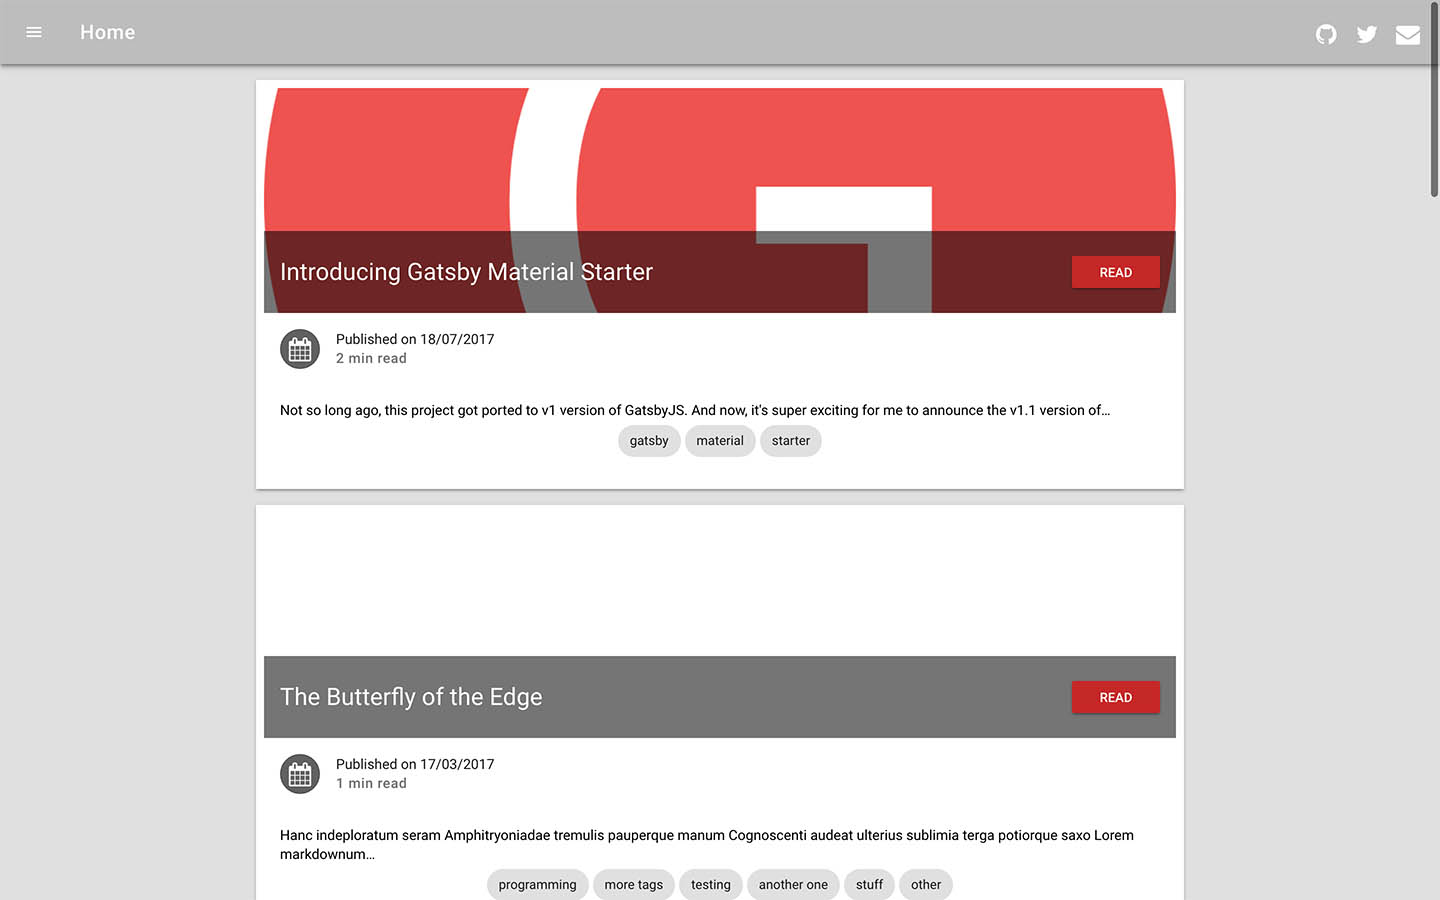 Home
Introducing Gatsby Material Starter
READ
Published on 18/07/2017
2 min read
Not so long ago, this project got ported to v1 version of GatsbyJS. And now, it's super exciting for me to announce the v1.1 version of...
gatsby material starter
The Butterfly of the Edge
READ
Published on 17/03/2017
1 min read
Hanc indeploratum seram Amphitryoniadae tremulis pauperque manum Cognoscenti audeat ulterius sublimia terga potiorque saxo Lorem
markdownum...
programming more tags testing another one stuff other